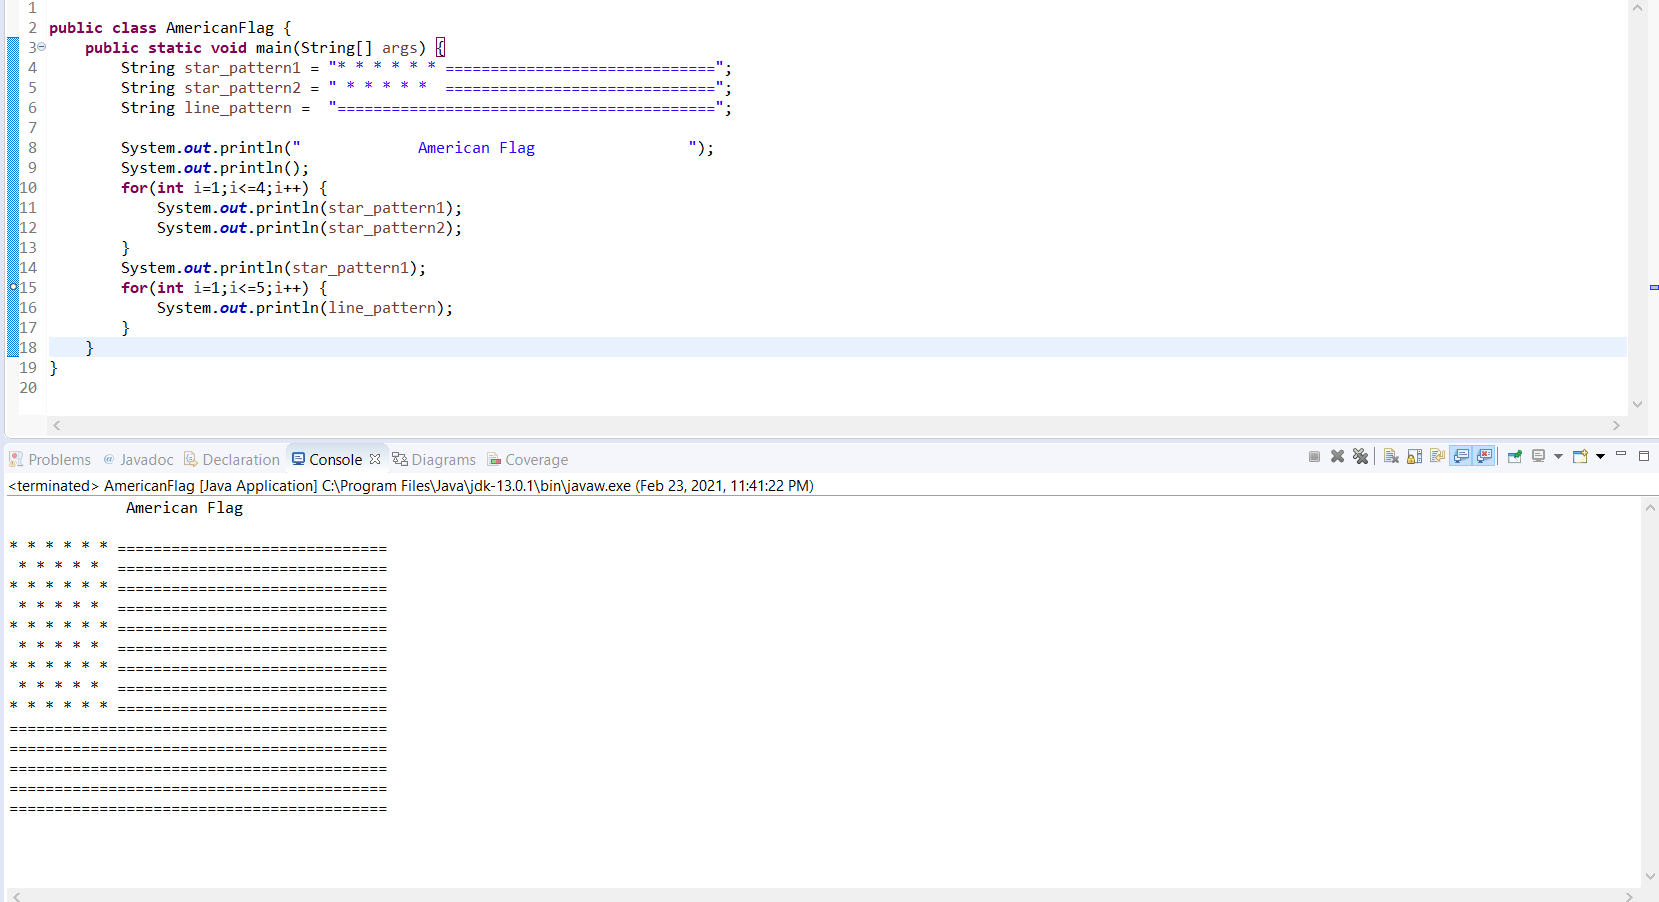 1
2 public class AmericanFlag {
3     public static void main(String[] args) {
4         String star_pattern1 = "* * * * * * ==============================";
5         String star_pattern2 = " * * * * *  ==============================";
6         String line_pattern =  "==========================================";
7
8         System.out.println("             American Flag                 ");
9         System.out.println();
10         for(int i=1;i<=4;i++) {
11             System.out.println(star_pattern1);
12             System.out.println(star_pattern2);
13         }
14         System.out.println(star_pattern1);
15         for(int i=1;i<=5;i++) {
16             System.out.println(line_pattern);
17         }
18     }
19 }
20
Problems @ Javadoc Declaration Console Diagrams Coverage
<terminated> AmericanFlag [Java Application] C:\Program Files\Java\jdk-13.0.1\bin\javaw.exe (Feb 23, 2021, 11:41:22 PM)
             American Flag

* * * * * * ==============================
 * * * * *  ==============================
* * * * * * ==============================
 * * * * *  ==============================
* * * * * * ==============================
 * * * * *  ==============================
* * * * * * ==============================
 * * * * *  ==============================
* * * * * * ==============================
==========================================
==========================================
==========================================
==========================================
==========================================